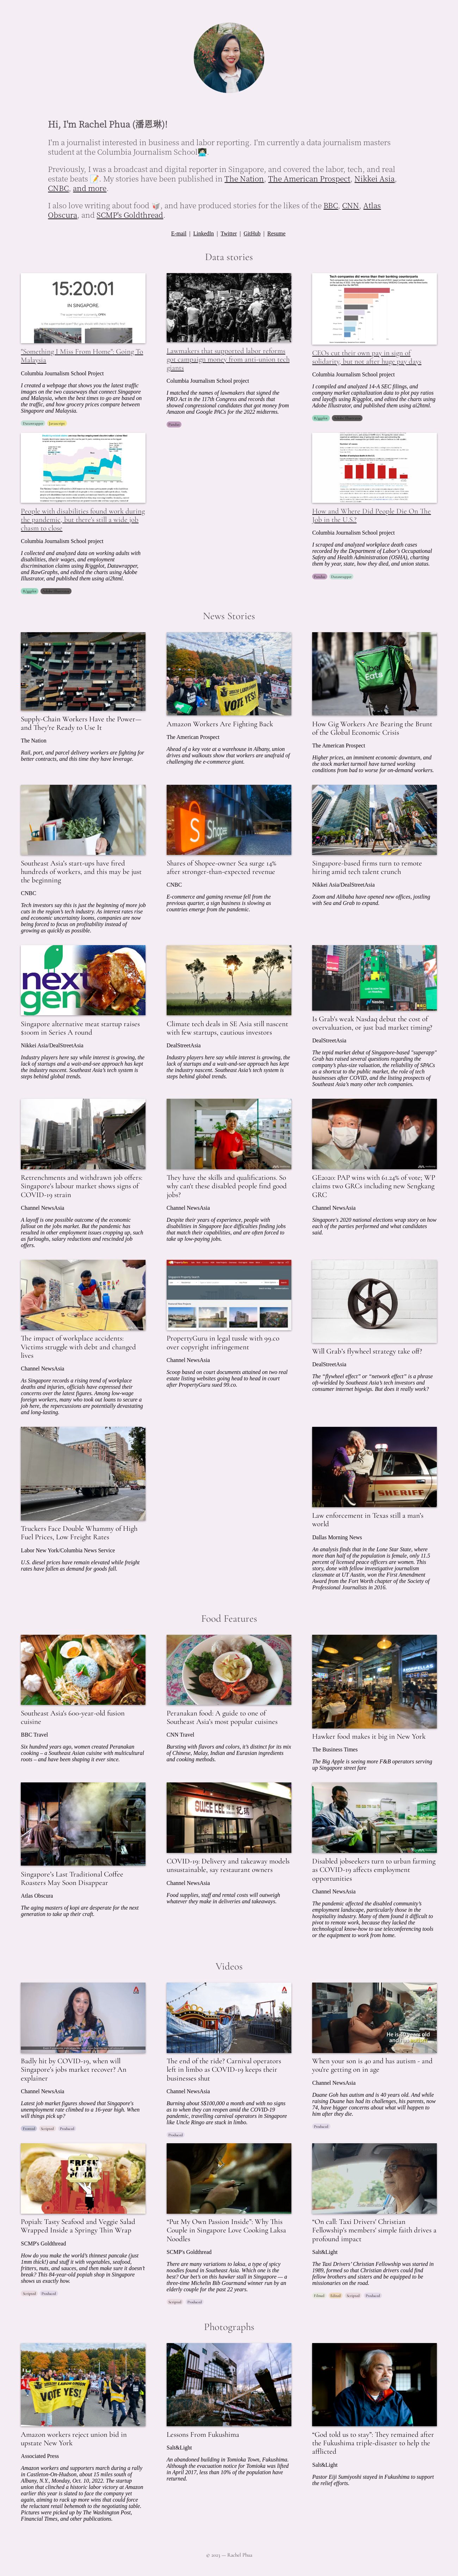 Hi, I'm Rachel Phua (潘恩琳)!
I'm a journalist interested in business and labor reporting. I'm currently a data journalism masters
student at the Columbia Journalism School👩🏻‍💻
Previously, I was a broadcast and digital reporter in Singapore, and covered the labor, tech, and real
estate beats 📝. My stories have been published in The Nation, The American Prospect, Nikkei Asia,
CNBC, and more.
I also love writing about food 🥡, and have produced stories for the likes of the BBC, CNN, Atlas
Obscura, and SCMP's Goldthread.
E-mail | LinkedIn | Twitter | GitHub | Resume
Data stories
15:20:01
IN SINGAPORE.
"Something I Miss From Home": Going To
Malaysia
Columbia Journalism School Project
I created a webpage that shows you the latest traffic
images on the two causeways that connect Singapore
and Malaysia, when the best times to go are based on
the traffic, and how grocery prices compare between
Singapore and Malaysia.
Datawrapper Javascript
Lawmakers that supported labor reforms
got campaign money from anti-union tech
giants
Columbia Journalism School project
I matched the names of lawmakers that signed the
PRO Act in the 117th Congress and records that
showed congressional candidates who got money from
Amazon and Google PACs for the 2022 midterms.
Pandas
Tech companies did worse than their banking counterparts
CEOs cut their own pay in sign of
solidarity, but not after huge pay days
Columbia Journalism School project
I compiled and analyzed 14-A SEC filings, and
company market capitalization data to plot pay ratios
and layoffs using R/ggplot, and edited the charts using
Adobe Illustrator, and published them using ai2html.
R/ggplot Adobe Illustrator
People with disabilities found work during
the pandemic, but there's still a wide job
chasm to close
Columbia Journalism School project
I collected and analyzed data on working adults with
disabilities, their wages, and employment
discrimination claims using R/ggplot, Datawrapper,
and RawGraphs, and edited the charts using Adobe
Illustrator, and published them using ai2html.
R/ggplot Adobe Illustrator
How and Where Did People Die On The
Job in the U.S.?
Columbia Journalism School project
I scraped and analyzed workplace death cases
recorded by the Department of Labor's Occupational
Safety and Health Administrations (OSHA), charting
them by year, state, how they died, and union status.
Pandas Datawrapper
News Stories
Supply-Chain Workers Have the Power—
and They're Ready to Use It
The Nation
Rail, port, and parcel delivery workers are fighting for
better contracts, and this time they have leverage.
VOTE YES!
Amazon Workers Are Fighting Back
The American Prospect
Ahead of a key vote at a warehouse in Albany, union
drives and walkouts show that workers are unafraid of
challenging the e-commerce giant.
Uber
Eats
How Gig Workers Are Bearing the Brunt
of the Global Economic Crisis
The American Prospect
Higher prices, an imminent economic downturn, and
the stock market turmoil have turned working
conditions from bad to worse for on-demand workers.
Southeast Asia's start-ups have fired
hundreds of workers, and this may be just
the beginning
CNBC
Tech investors say this is just the beginning of more job
cuts in the region's tech industry. As interest rates rise
and economic uncertainty looms, companies are now
being forced to focus on profitability instead of
growing as quickly as possible.
Shares of Shopee-owner Sea surge 14%
after stronger-than-expected revenue
CNBC
E-commerce and gaming revenue fell from the
previous quarter, a sign business is slowing as
countries emerge from the pandemic.
Singapore-based firms turn to remote
hiring amid tech talent crunch
Nikkei Asia/DealStreetAsia
Zoom and Alibaba have opened new offices, jostling
with Sea and Grab to expand.
next
gen
Singapore alternative meat startup raises
$100m in Series A round
Nikkei Asia/DealStreetAsia
Industry players here say while interest is growing, the
lack of startups and a wait-and-see approach has kept
the industry nascent. Southeast Asia's tech system is
steps behind global trends.
Climate tech deals in SE Asia still nascent
with few startups, cautious investors
DealStreetAsia
Industry players here say while interest is growing, the
lack of startups and a wait-and-see approach has kept
the industry nascent. Southeast Asia's tech system is
steps behind global trends.
Is Grab's weak Nasdaq debut the cost of
overvaluation, or just bad market timing?
DealStreetAsia
The tepid market debut of Singapore-based "superapp"
Grab has raised several questions regarding the
company's plus-size valuation, the reliability of SPACs
as a shortcut to the public market, the role of tech
businesses after COVID, and the listing prospects of
Southeast Asia's many other tech companies.
Retrenchments and withdrawn job offers:
Singapore's labour market shows signs of
COVID-19 strain
Channel NewsAsia
A layoff is one possible outcome of the economic
fallout on the jobs market. But the pandemic has
resulted in other employment issues cropping up, such
as furloughs, salary reductions and rescinded job
offers.
They have the skills and qualifications. So
why can't these disabled people find good
jobs?
Channel NewsAsia
Despite their years of experience, people with
disabilities in Singapore face difficulties finding jobs
that match their capabilities, and are often forced to
take up low-paying jobs.
GE2020: PAP wins with 61.24% of vote; WP
claims two GRCs including new Sengkang
GRC
Channel NewsAsia
Singapore's 2020 national elections wrap story on how
each of the parties performed and what candidates
said.
The impact of workplace accidents:
Victims struggle with debt and changed
lives
Channel NewsAsia
As Singapore records a rising trend of workplace
deaths and injuries, officials have expressed their
concerns over the latest figures. Among low-wage
foreign workers, many who took out loans to secure a
job here, the repercussions are potentially devastating
and long-lasting.
PropertyGuru in legal tussle with 99.co
over copyright infringement
Channel NewsAsia
Scoop based on court documents attained on two real
estate listing websites going head to head in court
after PropertyGuru sued 99.co.
Will Grab's flywheel strategy take off?
DealStreetAsia
The "flywheel effect" or "network effect" is a phrase
oft-wielded by Southeast Asia's tech investors and
consumer internet bigwigs. But does it really work?
Truckers Face Double Whammy of High
Fuel Prices, Low Freight Rates
Labor New York/Columbia News Service
U.S. diesel prices have remain elevated while freight
rates have fallen as demand for goods fall.
SHERIFF
Law enforcement in Texas still a man's
world
Dallas Morning News
An analysis finds that in the Lone Star State, where
more than half of the population is female, only 11.5
percent of licensed peace officers are women. This
story, done with fellow investigative journalism
classmate at UT Austin, won the First Amendment
Award from the Fort Worth chapter of the Society of
Professional Journalists in 2016.
Food Features
Southeast Asia's 600-year-old fusion
cuisine
BBC Travel
Six hundred years ago, women created Peranakan
cooking – a Southeast Asian cuisine with multicultural
roots – and have been shaping it ever since.
Peranakan food: A guide to one of
Southeast Asia's most popular cuisines
CNN Travel
Bursting with flavors and colors, it's distinct for its mix
of Chinese, Malay, Indian and Eurasian ingredients
and cooking methods.
Hawker food makes it big in New York
The Business Times
The Big Apple is seeing more F&B operators serving
up Singapore street fare
Singapore's Last Traditional Coffee
Roasters May Soon Disappear
Atlas Obscura
The aging masters of kopi are desperate for the next
generation to take up their craft.
COVID-19: Delivery and takeaway models
unsustainable, say restaurant owners
Channel NewsAsia
Food supplies, staff and rental costs will outweigh
whatever they make in deliveries and takeaways.
Disabled jobseekers turn to urban farming
as COVID-19 affects employment
opportunities
Channel NewsAsia
The pandemic affected the disabled community's
employment landscape, particularly those in the
hospitality industry. Many of them found it difficult to
pivot to remote work, because they lacked the
technological know-how to use teleconferencing tools
or the equipment to work from home.
Videos
Badly hit by COVID-19, when will
Singapore's jobs market recover? An
explainer
Channel NewsAsia
Latest job market figures showed that Singapore's
unemployment rate climbed to a 16-year high. When
will things pick up?
Scripted Produced
The end of the ride? Carnival operators
left in limbo as COVID-19 keeps their
businesses shut
Channel NewsAsia
Burning about S$100,000 a month and with no signs
as to when they can reopen amid the COVID-19
pandemic, travelling carnival operators in Singapore
like Uncle Ringo are stuck in limbo.
Produced
When your son is 40 and has autism - and
you're getting on in age
Channel NewsAsia
Duane Goh has autism and is 40 years old. And while
raising Duane has had its challenges, his parents, now
74, have bigger concerns about what will happen to
him after they die.
Produced
Popiah: Tasty Seafood and Veggie Salad
Wrapped Inside a Springy Thin Wrap
SCMP's Goldthread
How do you make the world's thinnest pancake (just
1mm thick!) and stuff it with vegetables, seafood,
fritters, nuts, and sauces, and then make sure it doesn't
break? This 84-year-old popiah shop in Singapore
shows us exactly how.
Scripted Produced
"Put My Own Passion Inside": Why This
Couple in Singapore Love Cooking Laksa
Noodles
SCMP's Goldthread
There are many variations to laksa, a type of spicy
noodles found in Southeast Asia. Which one is the
best? Our bet's on this hawker stall in Singapore — a
three-time Michelin Bib Gourmand winner run by an
elderly couple for the past 22 years.
Scripted Produced
"On call: Taxi Drivers' Christian
Fellowship's members' simple faith drives a
profound impact
Salt&Light
The Taxi Drivers' Christian Fellowship was started in
1989, formed so that Christian drivers could find
fellow brothers and sisters and be equipped to be
missionaries on the road.
Filmed Edited Scripted Produced
Photographs
VOTE YES!
Amazon workers reject union bid in
upstate New York
Associated Press
Amazon workers and supporters march during a rally
in Castleton-On-Hudson, about 15 miles south of
Albany, N.Y., Monday, Oct. 10, 2022. The startup
union that clinched a historic labor victory at Amazon
earlier this year is slated to face the company yet
again, aiming to rack up more wins that could force
the reluctant retail behemoth to the negotiating table.
Pictures were picked up by The Washington Post,
Financial Times, and other publications.
Lessons From Fukushima
Salt&Light
An abandoned building in Tomioka Town, Fukushima.
Although the evacuation notice for Tomioka was lifted
in April 2017, less than 10% of the population have
returned.
"God told us to stay": They remained after
the Fukushima triple-disaster to help the
afflicted
Salt&Light
Pastor Eiji Sumiyoshi stayed in Fukushima to support
the relief efforts.
© 2023 — Rachel Phua